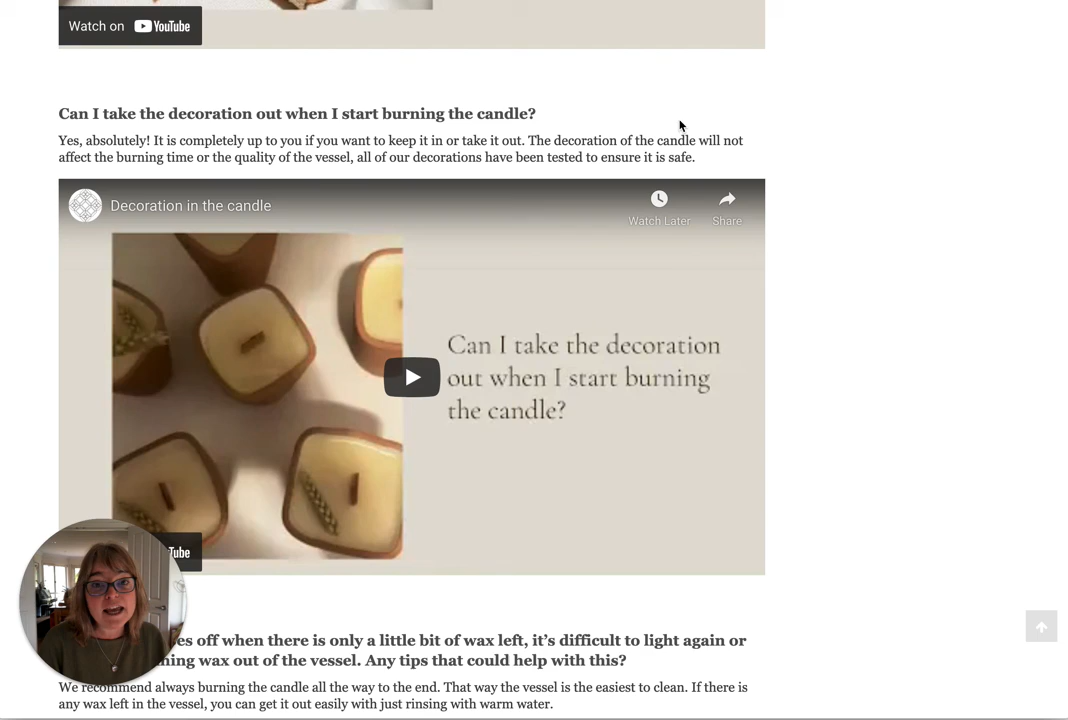 Watch on YouTube
Can I take the decoration out when I start burning the candle?
Yes, absolutely! It is completely up to you if you want to keep it in or take it out. The decoration of the candle will not
affect the burning time or the quality of the vessel, all of our decorations have been tested to ensure it is safe.
Decoration in the candle
Watch Later
Share
Can I take the decoration
out when I start burning
the candle?
Tube
off when there is only a little bit of wax left, it’s difficult to light again or
wax out of the vessel. Any tips that could help with this?
We recommend always burning the candle all the way to the end. That way the vessel is the easiest to clean. If there is
any wax left in the vessel, you can get it out easily with just rinsing with warm water.